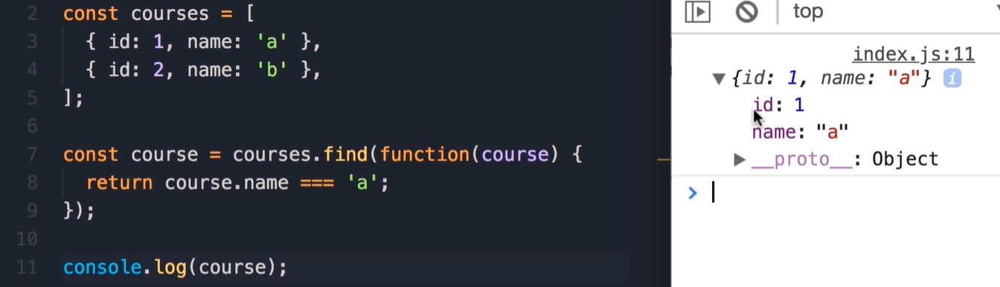 2 const courses = [
3 { id: 1, name: 'a' },
4 { id: 2, name: 'b' },
5 ];
6
7 const course = courses.find(function(course) {
8 return course.name === 'a';
9 });
10
11 console.log(course);
top
index.js:11
▼ {id: 1, name: "a"} i
id: 1
name: "a"
▶ __proto__: Object
>